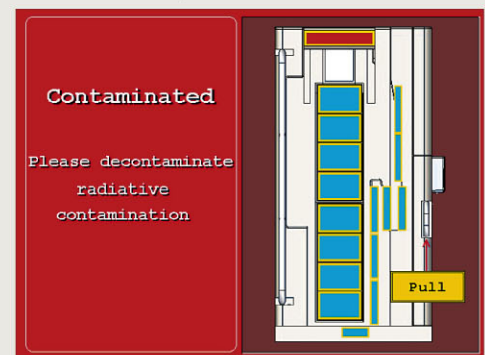 Contaminated
Please decontaminate
radiative
contamination
Pull